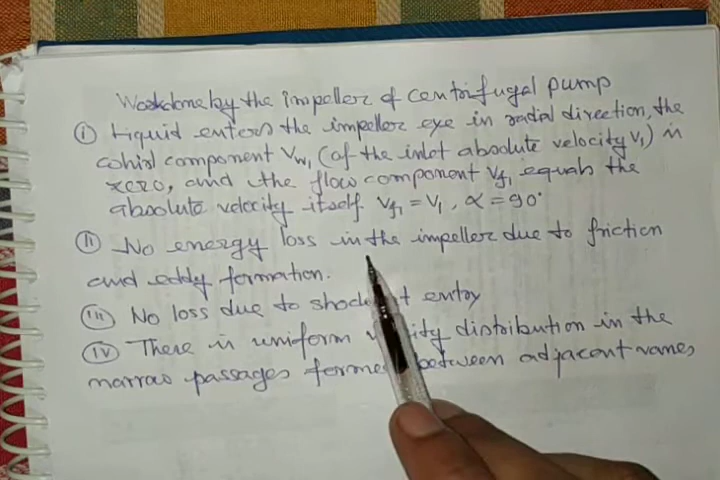 Workdone by the impeller of centrifugal pump
(i) Liquid enters the impeller eye in radial direction, the
whirl component Vw1 (of the inlet absolute velocity V1) is
zero, and the flow component Vf1 equals the
absolute velocity itself Vf1 = V1, α = 90°
(ii) No energy loss in the impeller due to friction
and eddy formation.
(iii) No loss due to shock at entry
(iv) There is uniform velocity distribution in the
narrow passages formed between adjacent vanes